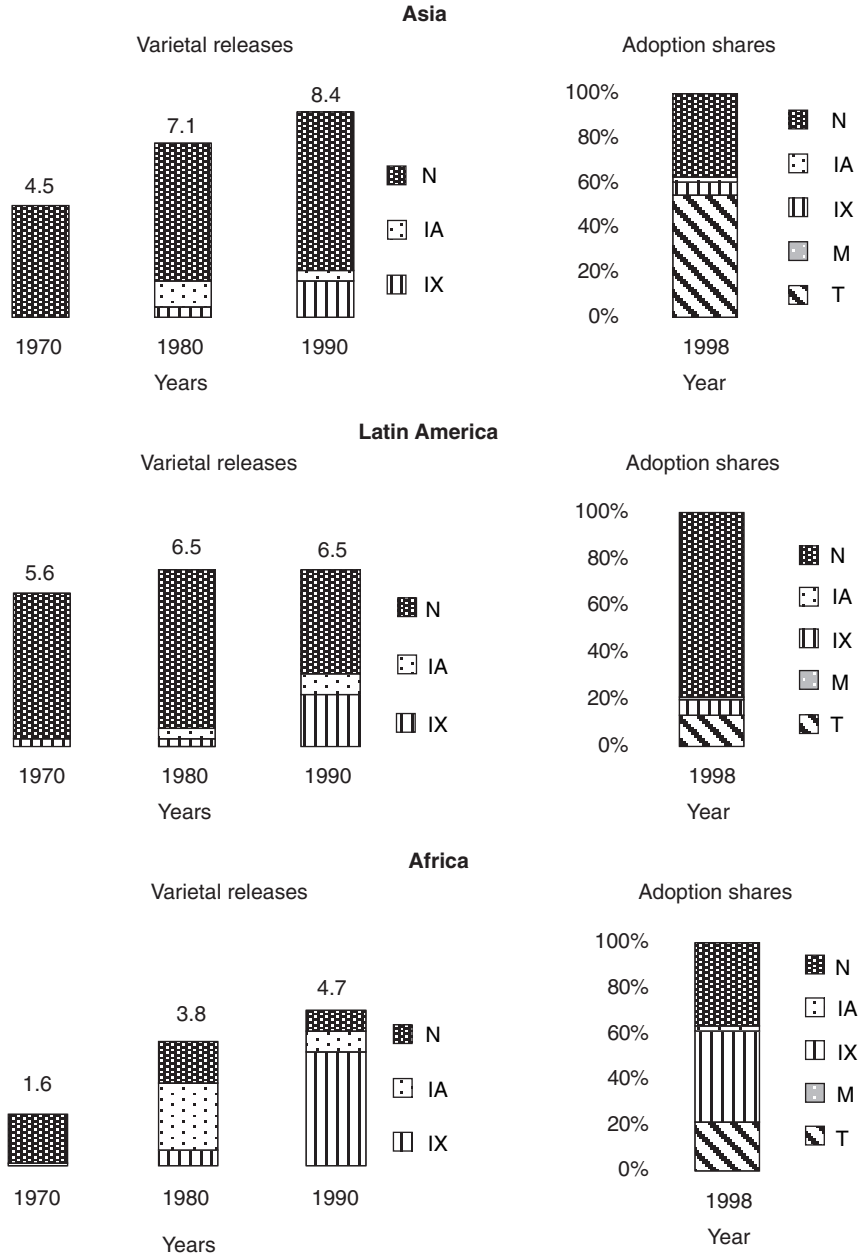 Asia
Varietal releases
Adoption shares
4.5
7.1
8.4
N
IA
IX
1970
1980
1990
Years
100%
80%
60%
40%
20%
0%
N
IA
IX
M
T
1998
Year
Latin America
Varietal releases
Adoption shares
5.6
6.5
6.5
N
IA
IX
1970
1980
1990
Years
100%
80%
60%
40%
20%
0%
N
IA
IX
M
T
1998
Year
Africa
Varietal releases
Adoption shares
1.6
3.8
4.7
N
IA
IX
1970
1980
1990
Years
100%
80%
60%
40%
20%
0%
N
IA
IX
M
T
1998
Year